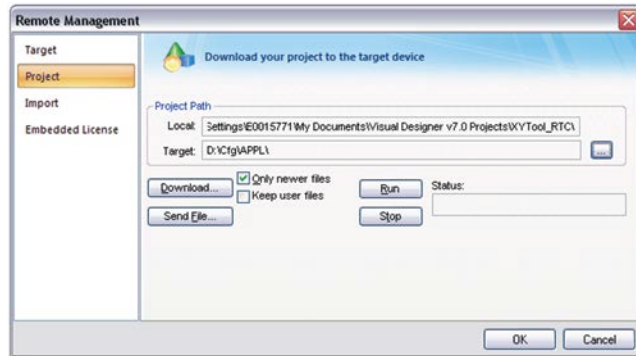 Remote Management
Target
Project
Import
Embedded License
Download your project to the target device
Project Path
Local: Settings\E0015771\My Documents\Visual Designer v7.0 Projects\XYTool_RTC\
Target: D:\Cfg\APPL\
...
Download...
Only newer files
Keep user files
Run
Status:
Send File...
Stop
OK
Cancel